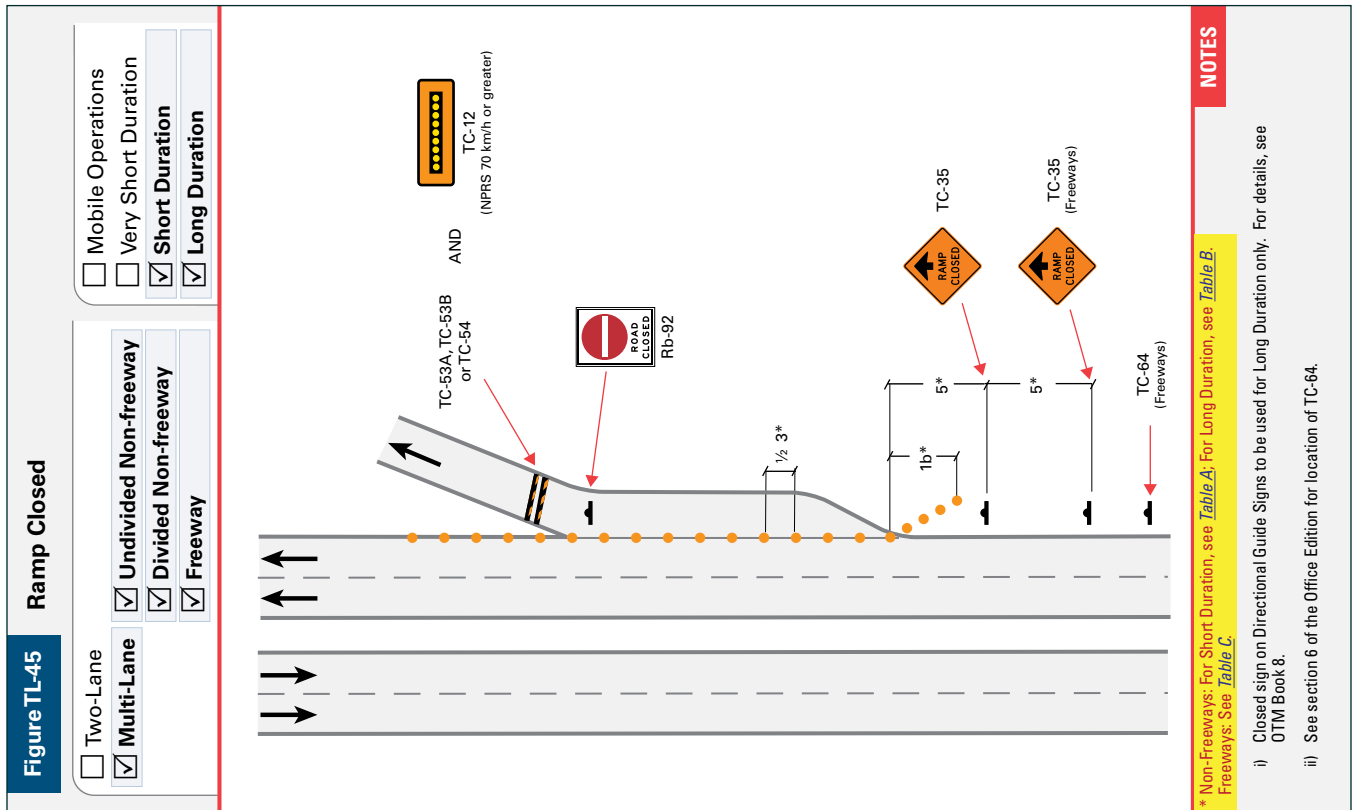 Figure TL-45
Ramp Closed
Two-Lane
Multi-Lane
Undivided Non-freeway
Divided Non-freeway
Freeway
Mobile Operations
Very Short Duration
Short Duration
Long Duration
TC-53A, TC-53B
or TC-54
AND
TC-12
(NPRS 70 km/h or greater)
ROAD
CLOSED
Rb-92
½ 3*
1b*
5*
RAMP
CLOSED
TC-35
5*
RAMP
CLOSED
TC-35
(Freeways)
TC-64
(Freeways)
NOTES
* Non-Freeways: For Short Duration, see Table A; For Long Duration, see Table B.
Freeways: See Table C.
i) Closed sign on Directional Guide Signs to be used for Long Duration only. For details, see
OTM Book 8.
ii) See section 6 of the Office Edition for location of TC-64.